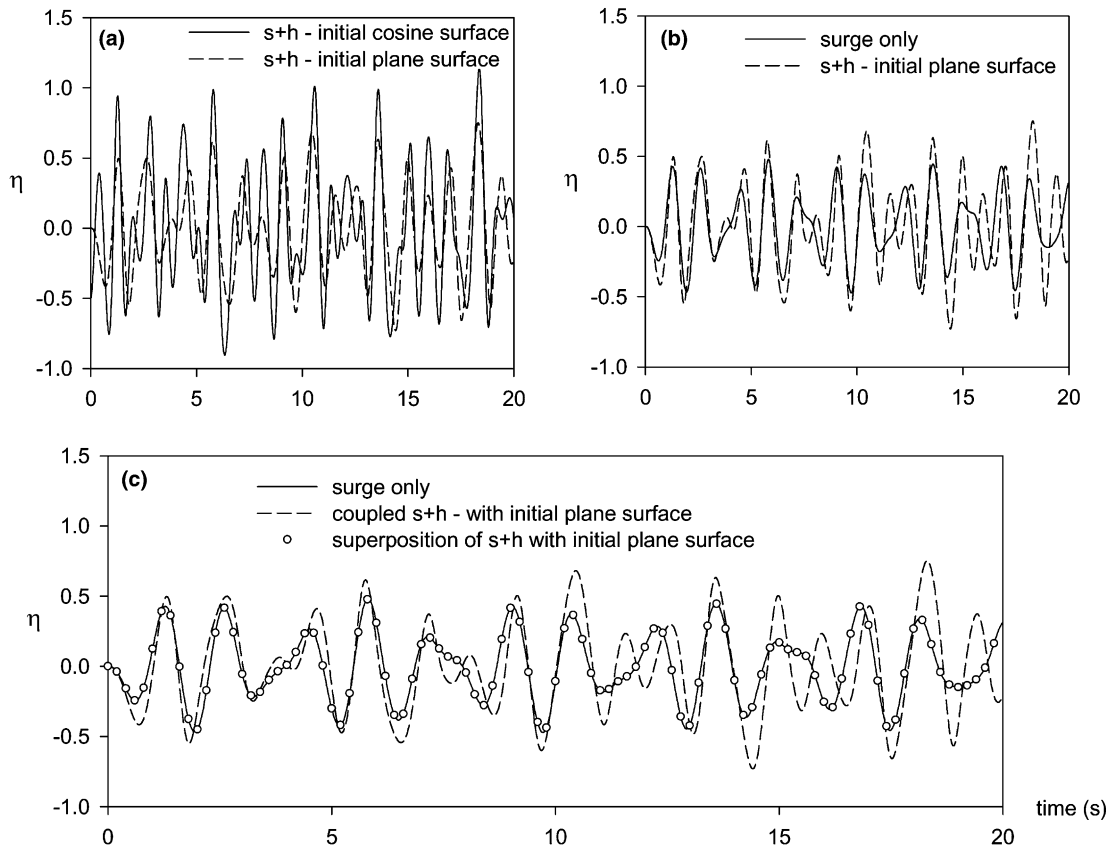 (a)
s+h - initial cosine surface
s+h - initial plane surface
1.5
1.0
0.5
0.0
-0.5
-1.0
η
0 5 10 15 20
(b)
surge only
s+h - initial plane surface
1.5
1.0
0.5
0.0
-0.5
-1.0
η
0 5 10 15 20
(c)
surge only
coupled s+h - with initial plane surface
superposition of s+h with initial plane surface
1.5
1.0
0.5
0.0
-0.5
-1.0
η
0 5 10 15 20
time (s)